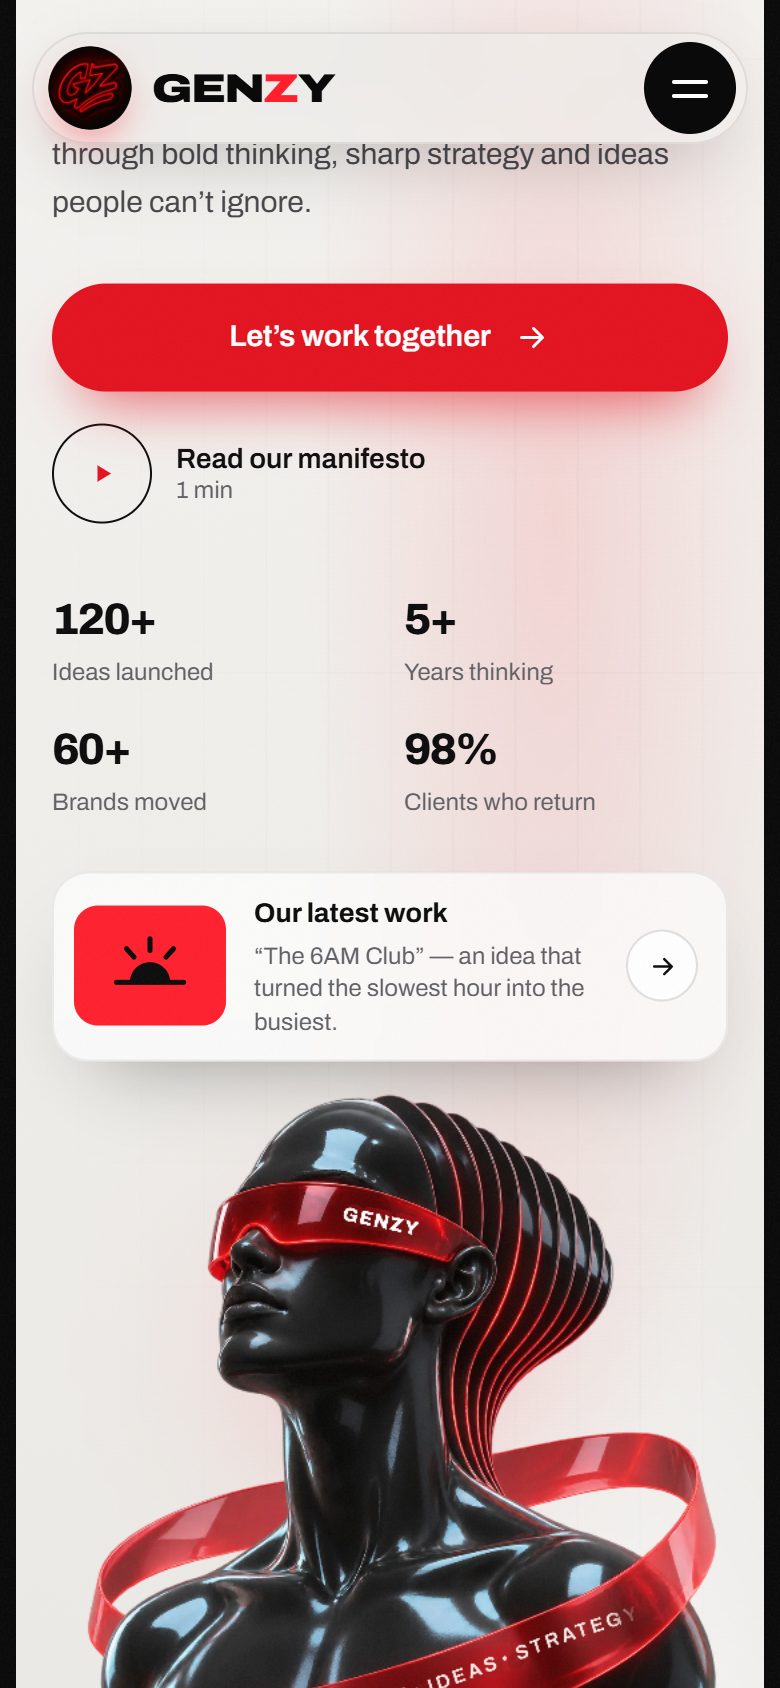 GZ
GENZY
through bold thinking, sharp strategy and ideas
people can’t ignore.
Let’s work together →
Read our manifesto
1 min
120+
5+
Ideas launched
Years thinking
60+
98%
Brands moved
Clients who return
Our latest work
“The 6AM Club” — an idea that
turned the slowest hour into the
busiest.
GENZY
IDEAS • STRATEGY